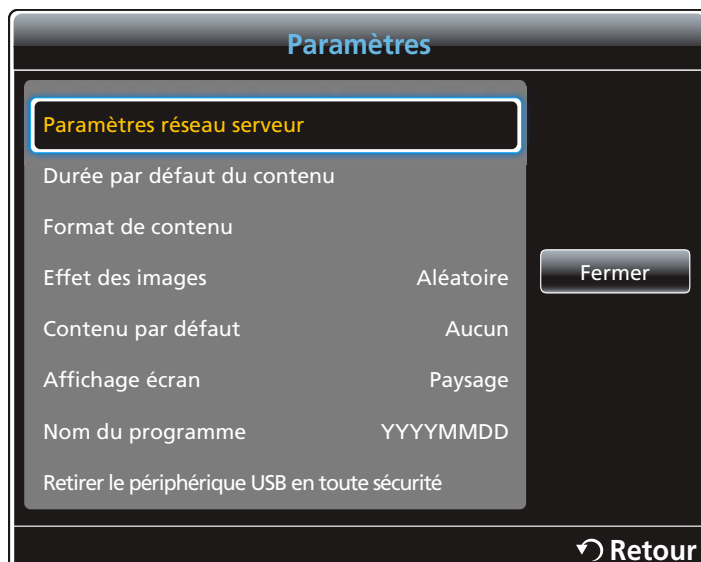 Paramètres
Paramètres réseau serveur
Durée par défaut du contenu
Format de contenu
Effet des images Aléatoire
Fermer
Contenu par défaut Aucun
Affichage écran Paysage
Nom du programme YYYYMMDD
Retirer le périphérique USB en toute sécurité
Retour